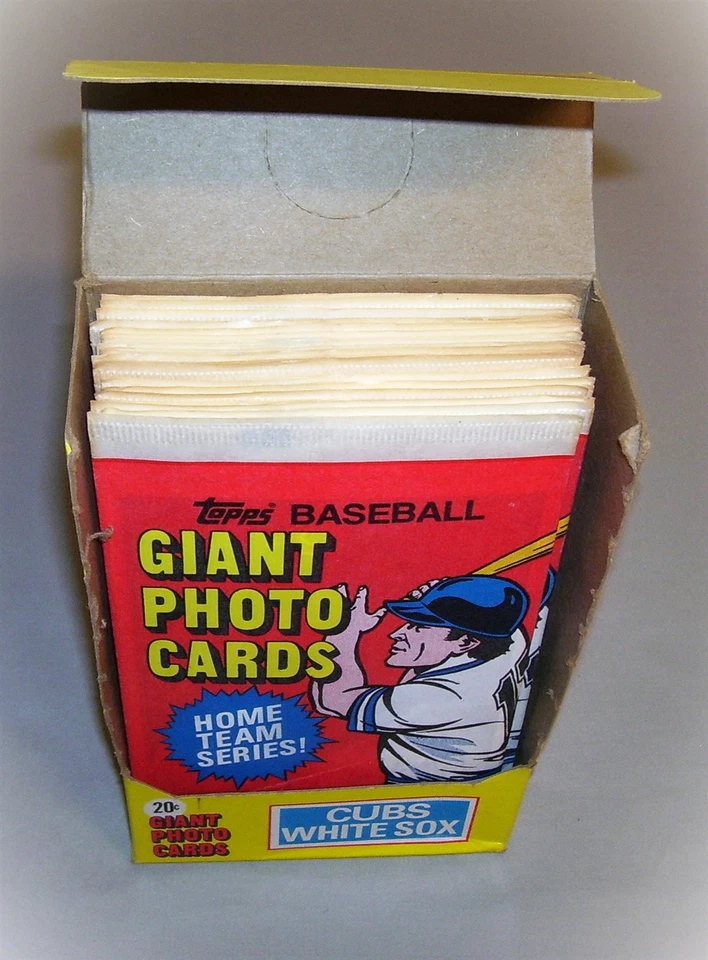 Topps BASEBALL
GIANT
PHOTO
CARDS
HOME
TEAM
SERIES!
20¢
GIANT
PHOTO
CARDS
CUBS
WHITE SOX